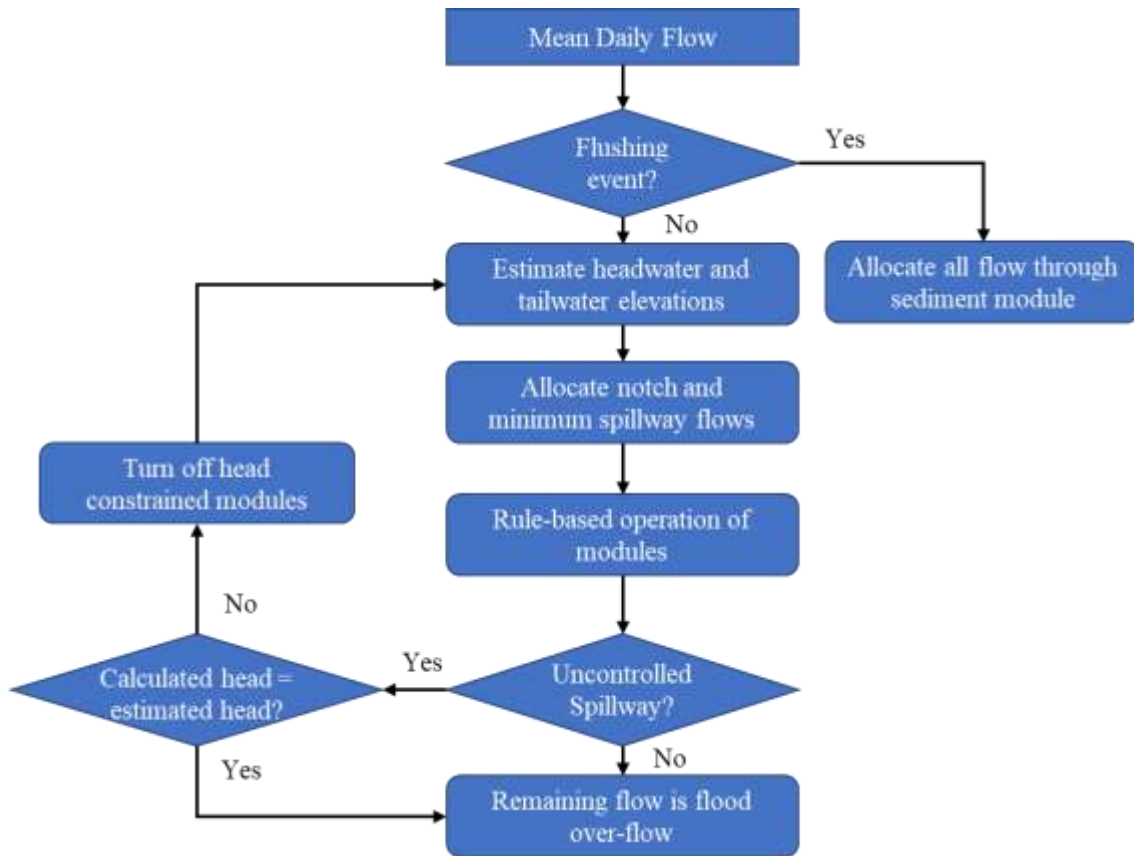 Mean Daily Flow
Flushing
event?
Yes
No
Estimate headwater and
tailwater elevations
Allocate all flow through
sediment module
Allocate notch and
minimum spillway flows
Turn off head
constrained modules
Rule-based operation of
modules
No
Calculated head =
estimated head?
Yes
Uncontrolled
Spillway?
Yes
No
Remaining flow is flood
over-flow